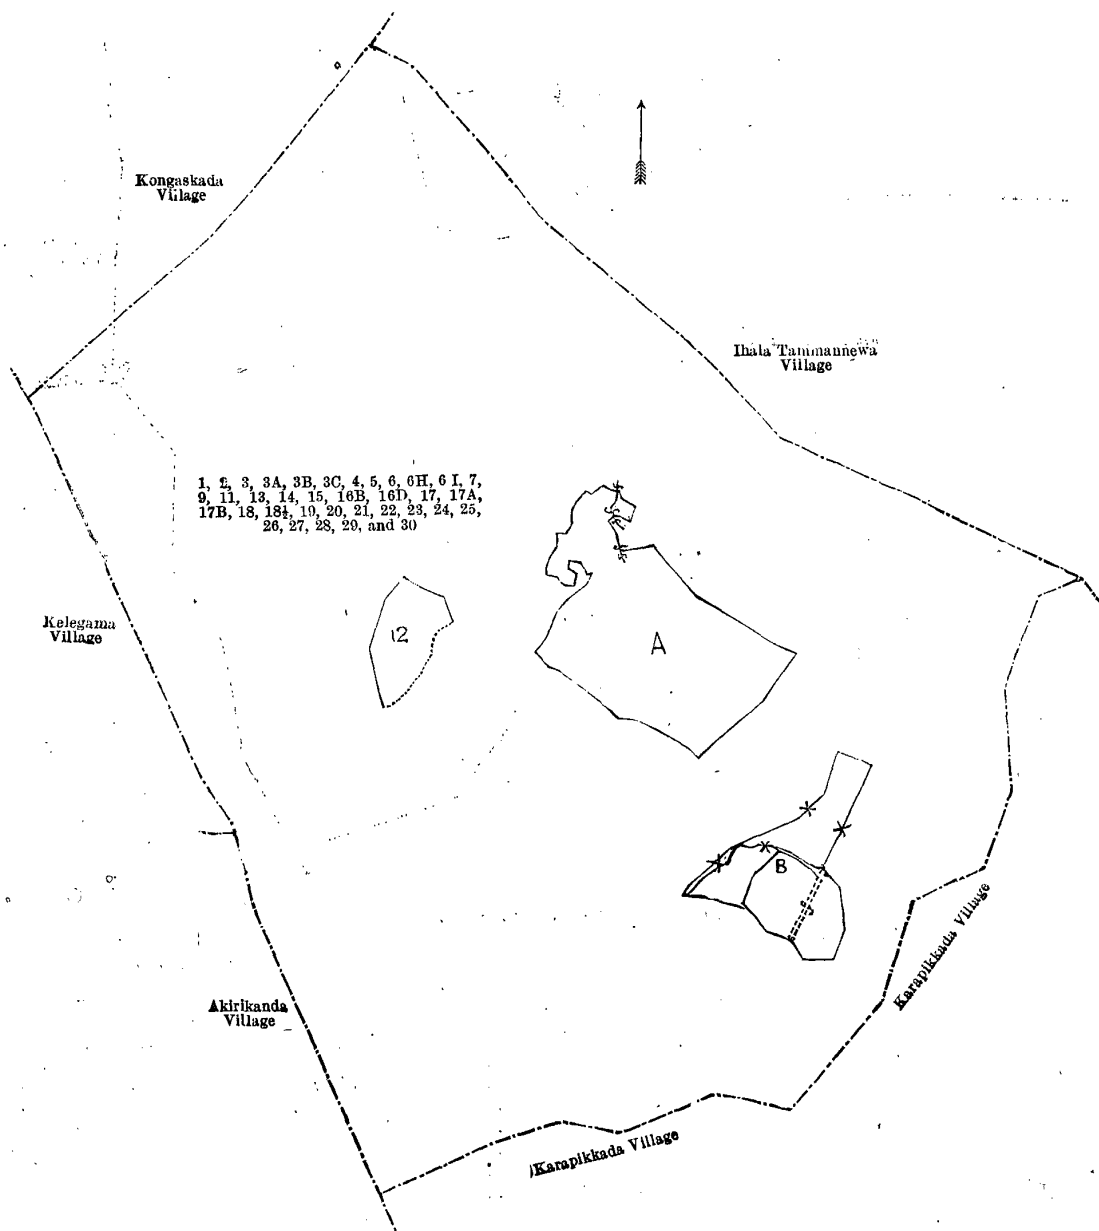 Kongaskada
Village
Ihala Tammannewa
Village
1, 2, 3, 3A, 3B, 3C, 4, 5, 6, 6H, 6 I, 7,
9, 11, 13, 14, 15, 16B, 16D, 17, 17A,
17B, 18, 18½, 19, 20, 21, 22, 23, 24, 25,
26, 27, 28, 29, and 30
Kelegama
Village
12
A
B
Karapikkada Village
Akirikanda
Village
Karapikkada Village